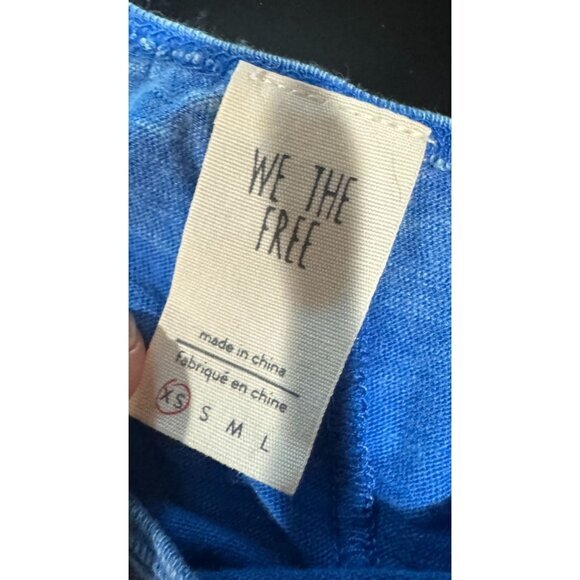 WE THE
FREE
made in china
fabriqué en chine
XS S M L